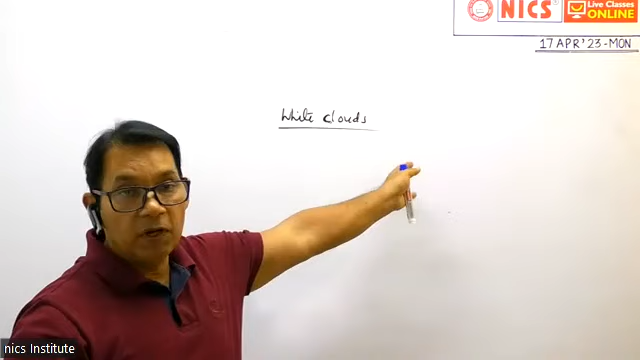 NICS
Live Classes
ONLINE
17 APR'23-MON
White clouds
nics Institute